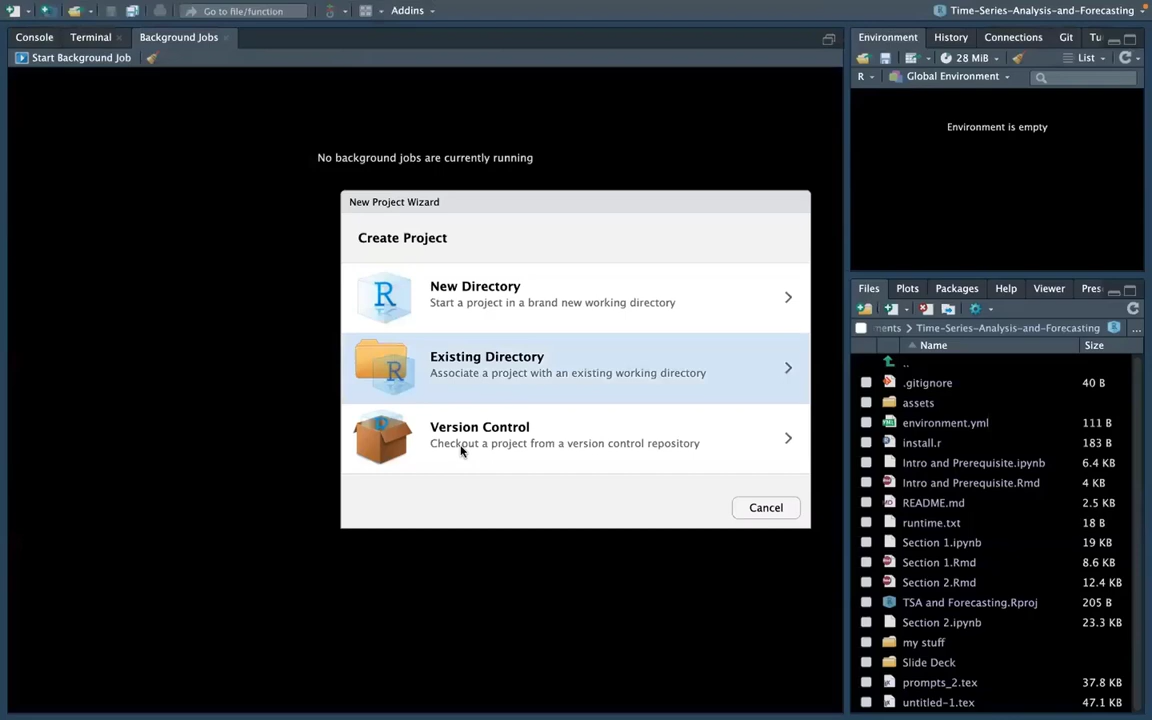 Go to file/function
Addins
Time-Series-Analysis-and-Forecasting
Console
Terminal
Background Jobs
Start Background Job
No background jobs are currently running
New Project Wizard
Create Project
New Directory
Start a project in a brand new working directory
Existing Directory
Associate a project with an existing working directory
Version Control
Checkout a project from a version control repository
Cancel
Environment
History
Connections
Git
Tu
28 MiB
List
R
Global Environment
Environment is empty
Files
Plots
Packages
Help
Viewer
Pres
ments > Time-Series-Analysis-and-Forecasting ...
Name Size
..
.gitignore 40 B
assets
environment.yml 111 B
install.r 183 B
Intro and Prerequisite.ipynb 6.4 KB
Intro and Prerequisite.Rmd 4 KB
README.md 2.5 KB
runtime.txt 18 B
Section 1.ipynb 19 KB
Section 1.Rmd 8.6 KB
Section 2.Rmd 12.4 KB
TSA and Forecasting.Rproj 205 B
Section 2.ipynb 23.3 KB
my stuff
Slide Deck
prompts_2.tex 37.8 KB
untitled-1.tex 47.1 KB